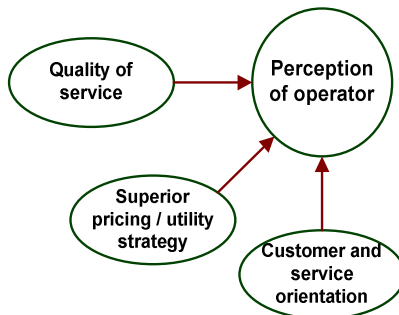 Quality of
service
Perception
of operator
Superior
pricing / utility
strategy
Customer and
service
orientation